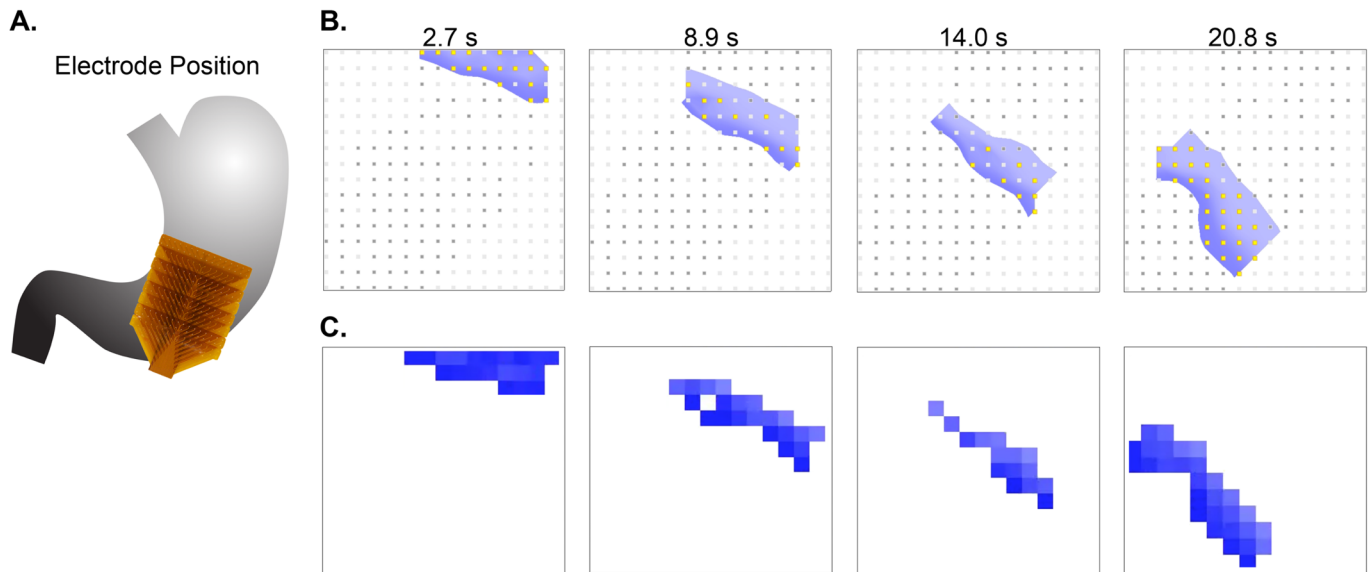 A.
Electrode Position
B.
2.7 s
8.9 s
14.0 s
20.8 s
C.